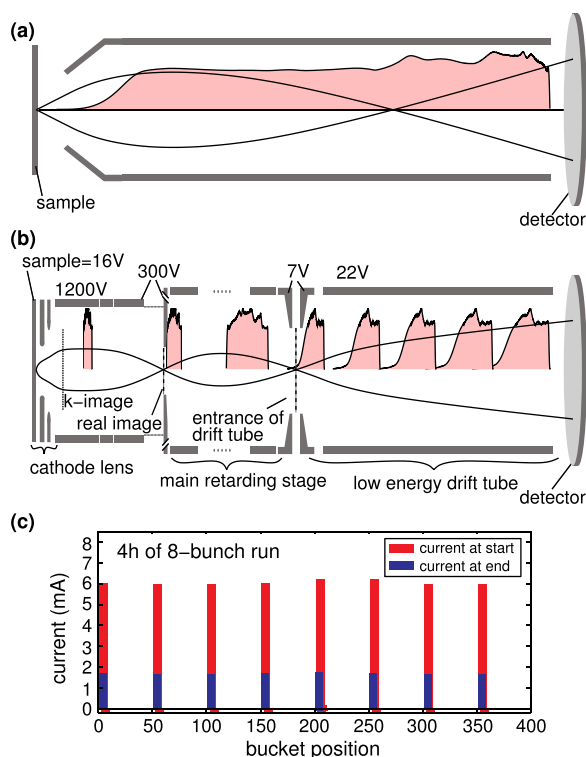 (a)
sample
detector
(b)
sample=16V
300V
7V
22V
1200V
k−image
real image
entrance of
drift tube
cathode lens
main retarding stage
low energy drift tube
detector
(c)
4h of 8−bunch run
current at start
current at end
current (mA)
8
7
6
5
4
3
2
1
0
0 50 100 150 200 250 300 350 400
bucket position